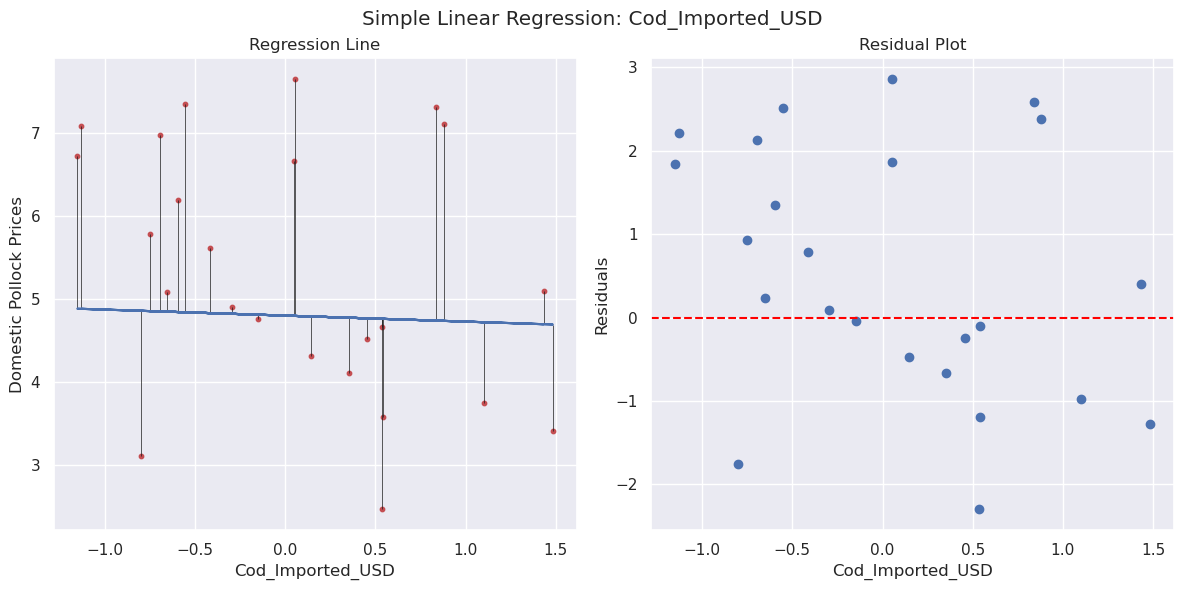 Simple Linear Regression: Cod_Imported_USD
Regression Line
Residual Plot
Domestic Pollock Prices
7
6
5
4
3
−1.0 −0.5 0.0 0.5 1.0 1.5
Cod_Imported_USD
Residuals
3
2
1
0
−1
−2
−1.0 −0.5 0.0 0.5 1.0 1.5
Cod_Imported_USD